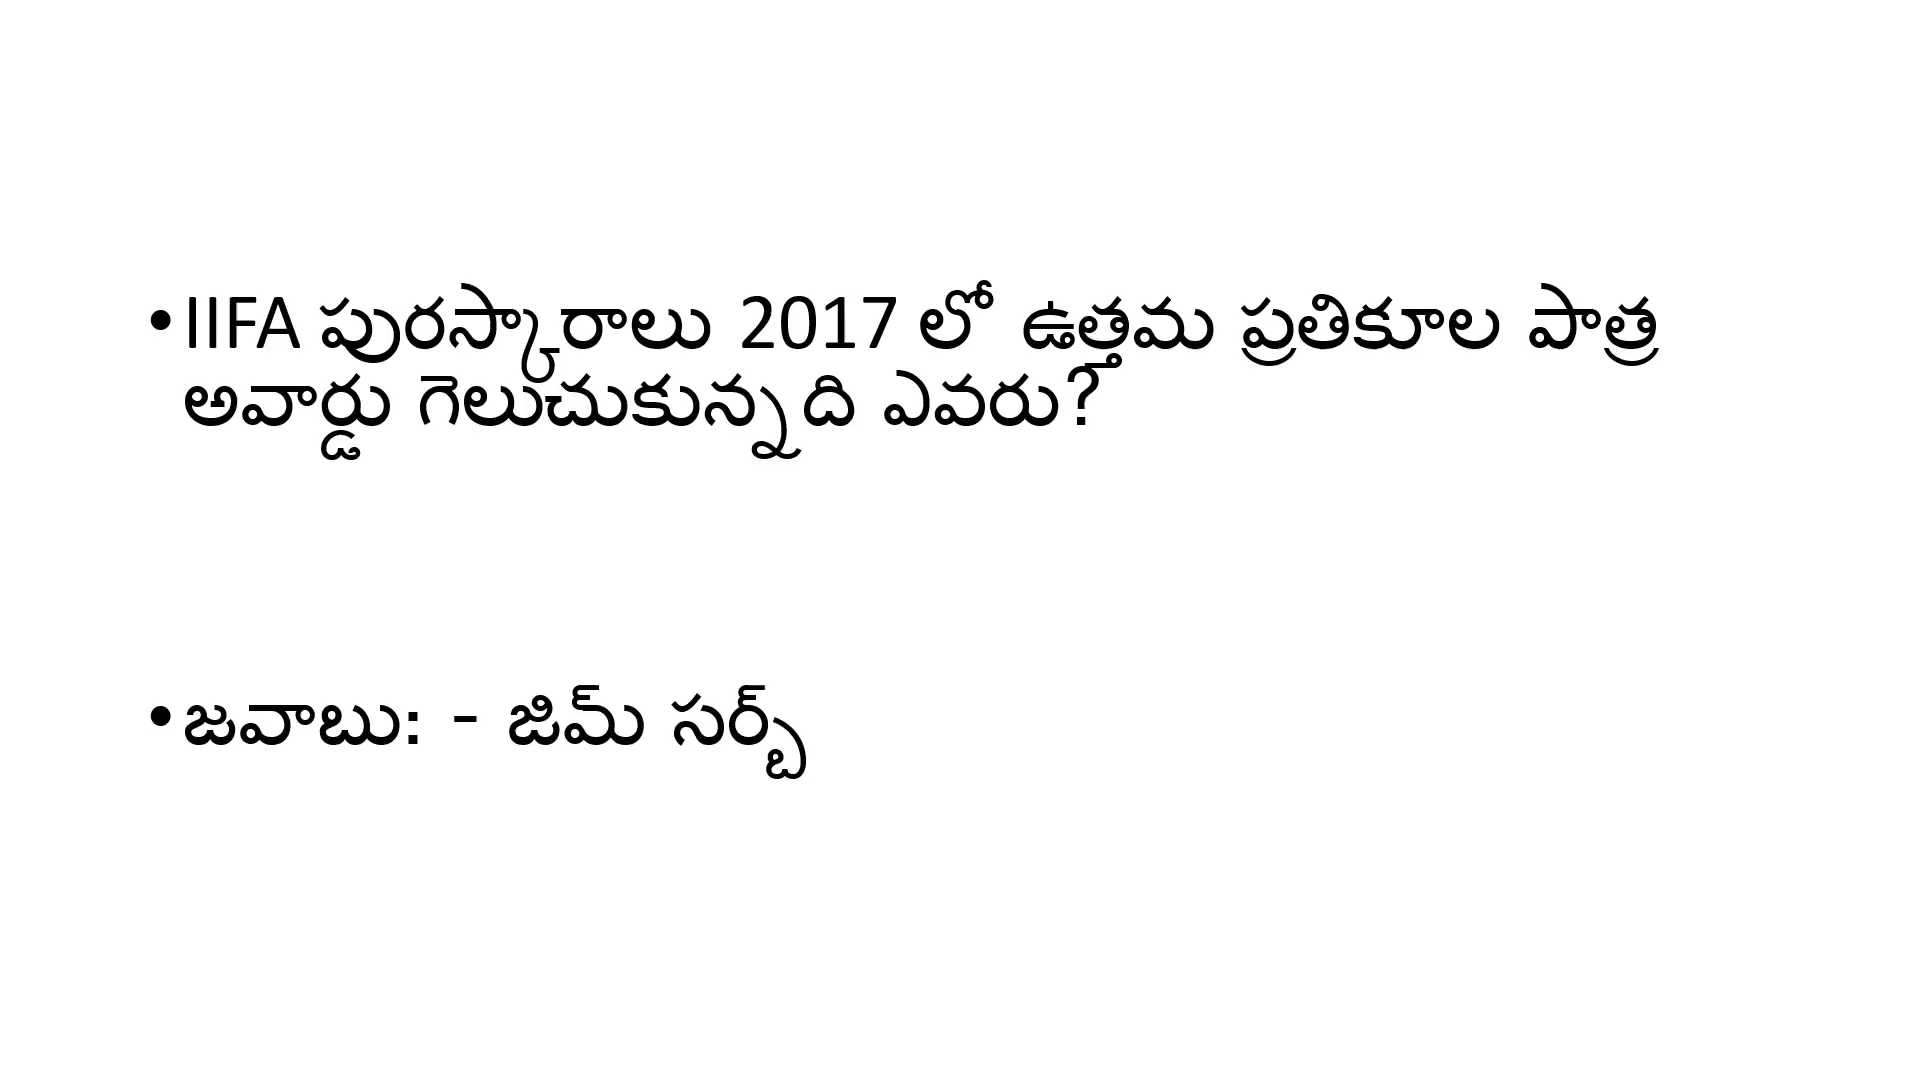 • IIFA పురస్కారాలు 2017 లో ఉత్తమ ప్రతికూల పాత్ర
అవార్డు గెలుచుకున్నది ఎవరు?
• జవాబు: - జిమ్ సర్బ్